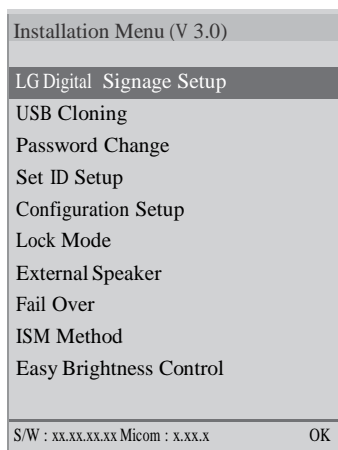 Installation Menu (V 3.0)
LG Digital Signage Setup
USB Cloning
Password Change
Set ID Setup
Configuration Setup
Lock Mode
External Speaker
Fail Over
ISM Method
Easy Brightness Control
S/W : xx.xx.xx.xx Micom : x.xx.x OK